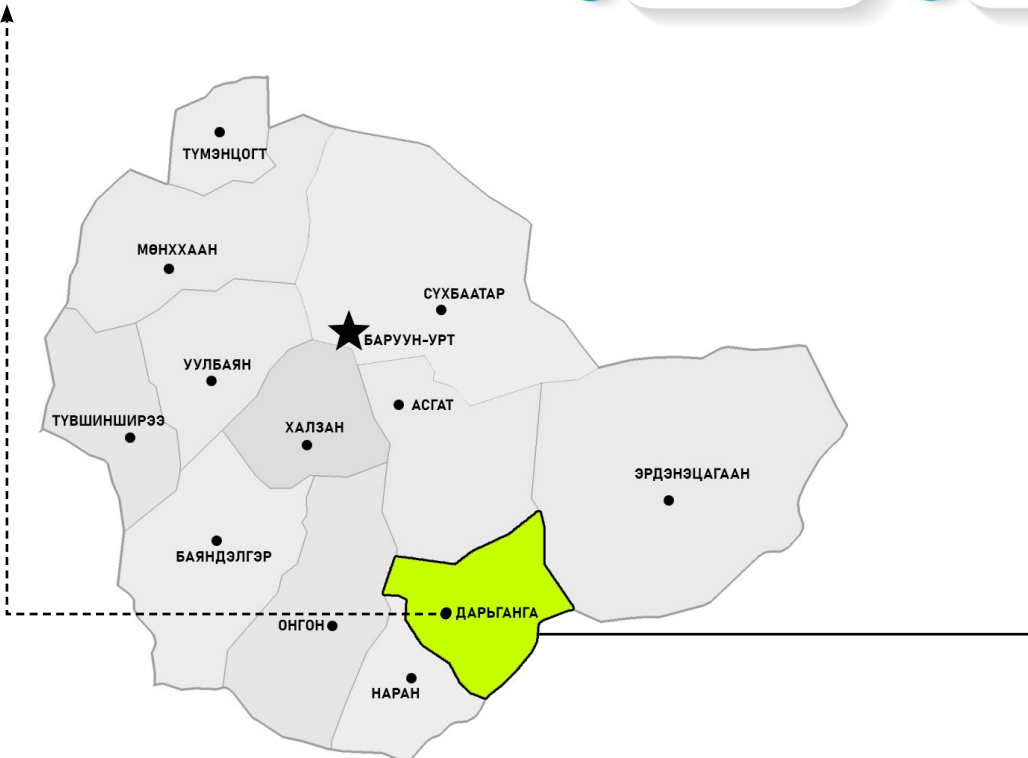 ТҮМЭНЦОГТ
МӨНХХААН
СҮХБААТАР
БАРУУН-УРТ
УУЛБАЯН
АСГАТ
ТҮВШИНШИРЭЭ
ХАЛЗАН
ЭРДЭНЭЦАГААН
БАЯНДЭЛГЭР
ДАРЬГАНГА
ОНГОН
НАРАН